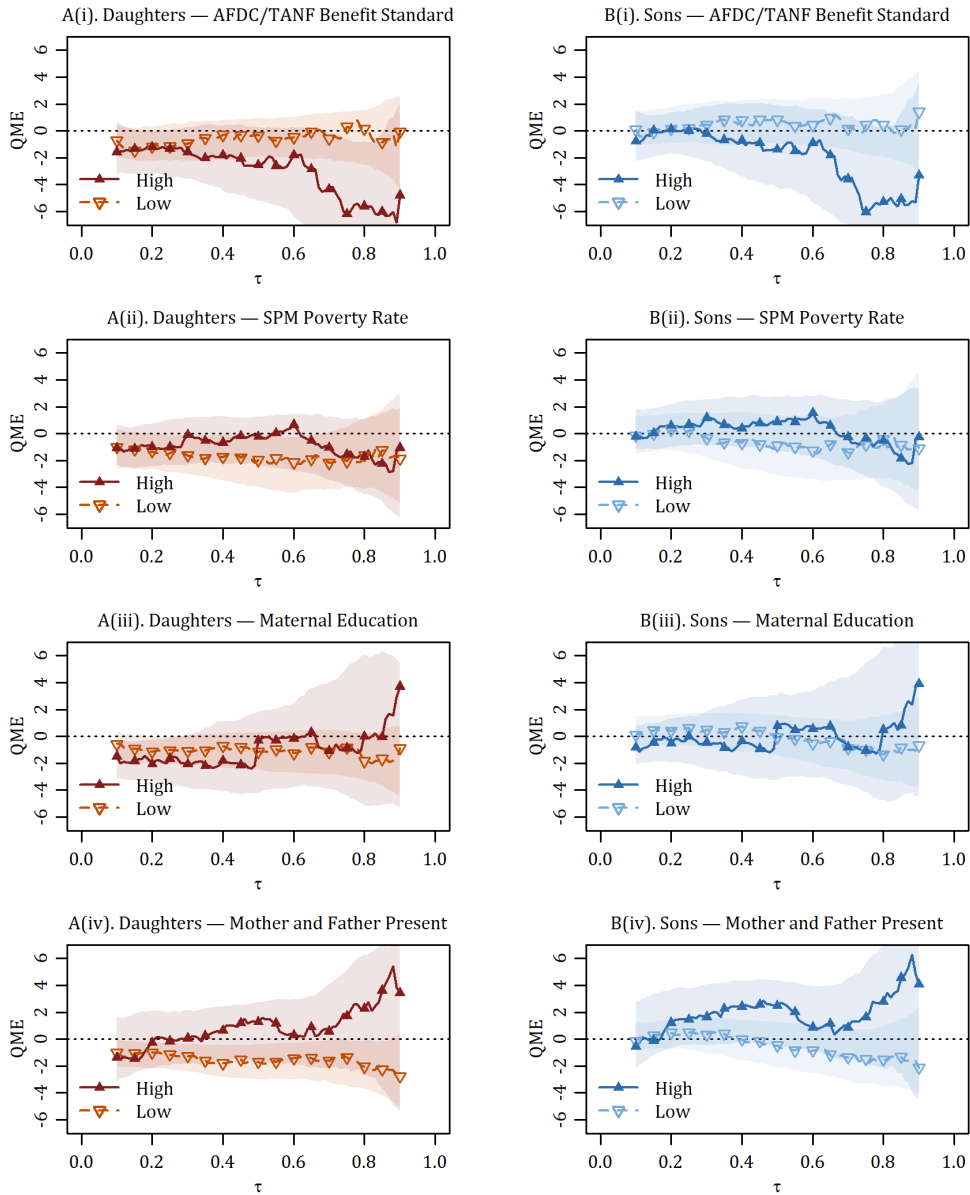 A(i). Daughters — AFDC/TANF Benefit Standard
QME
6
4
2
0
-2
-4
-6
High
Low
0.0 0.2 0.4 0.6 0.8 1.0
τ
B(i). Sons — AFDC/TANF Benefit Standard
QME
6
4
2
0
-2
-4
-6
High
Low
0.0 0.2 0.4 0.6 0.8 1.0
τ
A(ii). Daughters — SPM Poverty Rate
QME
6
4
2
0
-2
-4
-6
High
Low
0.0 0.2 0.4 0.6 0.8 1.0
τ
B(ii). Sons — SPM Poverty Rate
QME
6
4
2
0
-2
-4
-6
High
Low
0.0 0.2 0.4 0.6 0.8 1.0
τ
A(iii). Daughters — Maternal Education
QME
6
4
2
0
-2
-4
-6
High
Low
0.0 0.2 0.4 0.6 0.8 1.0
τ
B(iii). Sons — Maternal Education
QME
6
4
2
0
-2
-4
-6
High
Low
0.0 0.2 0.4 0.6 0.8 1.0
τ
A(iv). Daughters — Mother and Father Present
QME
6
4
2
0
-2
-4
-6
High
Low
0.0 0.2 0.4 0.6 0.8 1.0
τ
B(iv). Sons — Mother and Father Present
QME
6
4
2
0
-2
-4
-6
High
Low
0.0 0.2 0.4 0.6 0.8 1.0
τ